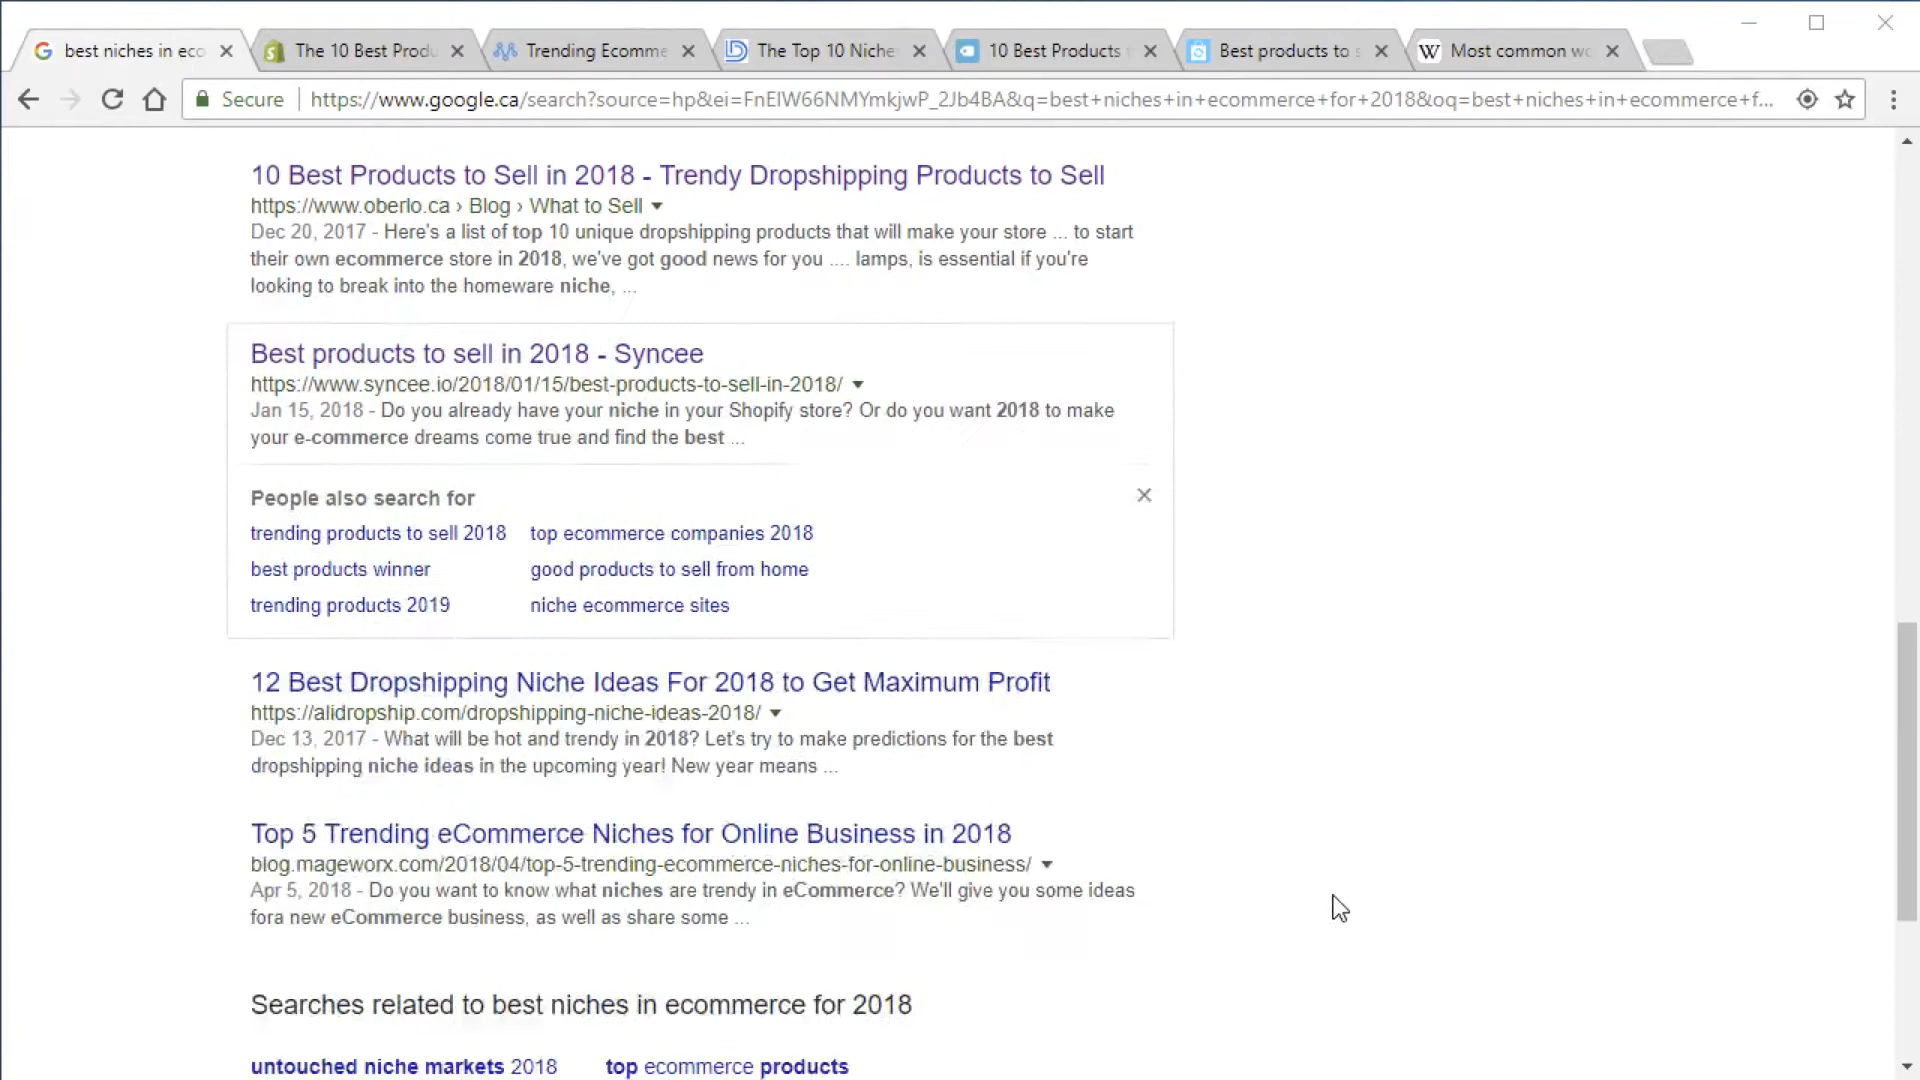 best niches in eco
The 10 Best Produ
Trending Ecomme
The Top 10 Niche
10 Best Products
Best products to s
Most common wo
Secure
https://www.google.ca/search?source=hp&ei=FnEIW66NMYmkjwP_2Jb4BA&q=best+niches+in+ecommerce+for+2018&oq=best+niches+in+ecommerce+f...
10 Best Products to Sell in 2018 - Trendy Dropshipping Products to Sell
https://www.oberlo.ca › Blog › What to Sell
Dec 20, 2017 - Here's a list of top 10 unique dropshipping products that will make your store ... to start
their own ecommerce store in 2018, we've got good news for you .... lamps, is essential if you're
looking to break into the homeware niche, ...
Best products to sell in 2018 - Syncee
https://www.syncee.io/2018/01/15/best-products-to-sell-in-2018/
Jan 15, 2018 - Do you already have your niche in your Shopify store? Or do you want 2018 to make
your e-commerce dreams come true and find the best ...
People also search for
trending products to sell 2018
top ecommerce companies 2018
best products winner
good products to sell from home
trending products 2019
niche ecommerce sites
12 Best Dropshipping Niche Ideas For 2018 to Get Maximum Profit
https://alidropship.com/dropshipping-niche-ideas-2018/
Dec 13, 2017 - What will be hot and trendy in 2018? Let's try to make predictions for the best
dropshipping niche ideas in the upcoming year! New year means ...
Top 5 Trending eCommerce Niches for Online Business in 2018
blog.mageworx.com/2018/04/top-5-trending-ecommerce-niches-for-online-business/
Apr 5, 2018 - Do you want to know what niches are trendy in eCommerce? We'll give you some ideas
fora new eCommerce business, as well as share some ...
Searches related to best niches in ecommerce for 2018
untouched niche markets 2018
top ecommerce products